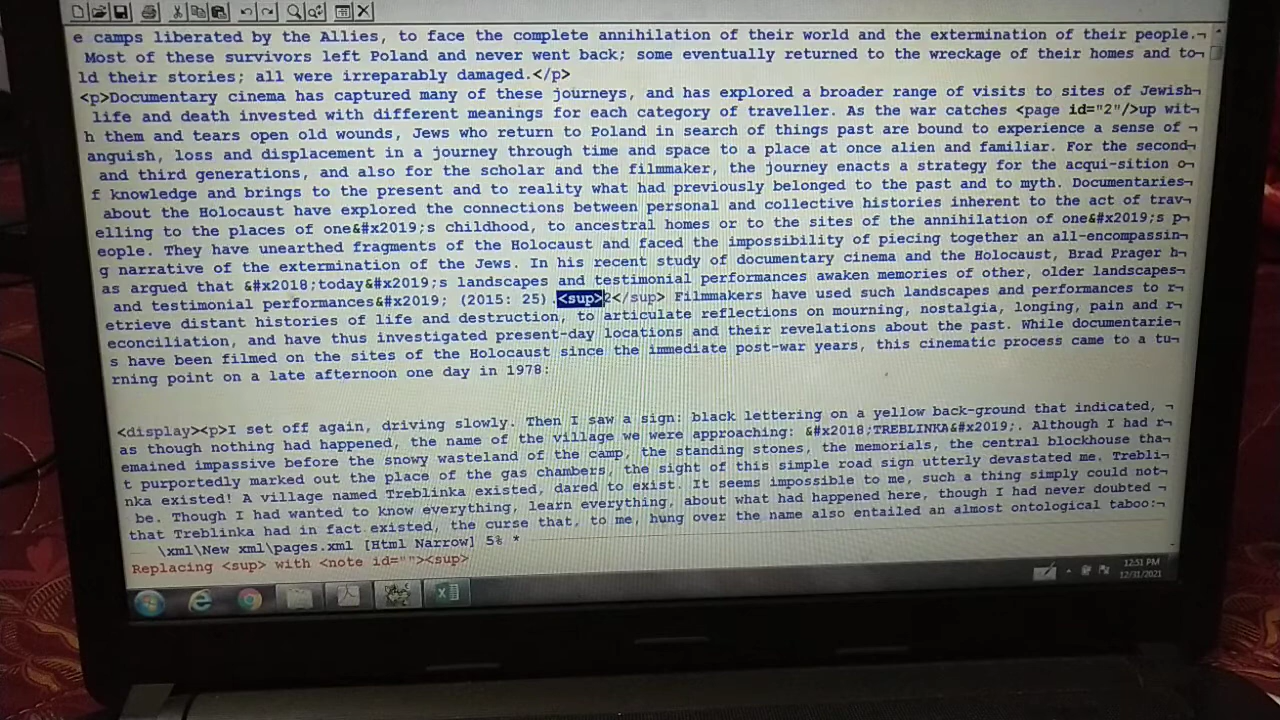 e camps liberated by the Allies, to face the complete annihilation of their world and the extermination of their people.¬
Most of these survivors left Poland and never went back; some eventually returned to the wreckage of their homes and to¬
ld their stories; all were irreparably damaged.</p>
<p>Documentary cinema has captured many of these journeys, and has explored a broader range of visits to sites of Jewish¬
life and death invested with different meanings for each category of traveller. As the war catches <page id="2"/>up wit¬
h them and tears open old wounds, Jews who return to Poland in search of things past are bound to experience a sense of ¬
anguish, loss and displacement in a journey through time and space to a place at once alien and familiar. For the second¬
and third generations, and also for the scholar and the filmmaker, the journey enacts a strategy for the acqui-sition o¬
f knowledge and brings to the present and to reality what had previously belonged to the past and to myth. Documentaries¬
about the Holocaust have explored the connections between personal and collective histories inherent to the act of trav¬
elling to the places of one&#x2019;s childhood, to ancestral homes or to the sites of the annihilation of one&#x2019;s p¬
eople. They have unearthed fragments of the Holocaust and faced the impossibility of piecing together an all-encompassin¬
g narrative of the extermination of the Jews. In his recent study of documentary cinema and the Holocaust, Brad Prager h¬
as argued that &#x2018;today&#x2019;s landscapes and testimonial performances awaken memories of other, older landscapes¬
and testimonial performances&#x2019; (2015: 25).<sup>2</sup> Filmmakers have used such landscapes and performances to r¬
etrieve distant histories of life and destruction, to articulate reflections on mourning, nostalgia, longing, pain and r¬
econciliation, and have thus investigated present-day locations and their revelations about the past. While documentarie¬
s have been filmed on the sites of the Holocaust since the immediate post-war years, this cinematic process came to a tu¬
rning point on a late afternoon one day in 1978:
<display><p>I set off again, driving slowly. Then I saw a sign: black lettering on a yellow back-ground that indicated, ¬
as though nothing had happened, the name of the village we were approaching: &#x2018;TREBLINKA&#x2019;. Although I had r¬
emained impassive before the snowy wasteland of the camp, the standing stones, the memorials, the central blockhouse tha¬
t purportedly marked out the place of the gas chambers, the sight of this simple road sign utterly devastated me. Trebli¬
nka existed! A village named Treblinka existed, dared to exist. It seems impossible to me, such a thing simply could not¬
be. Though I had wanted to know everything, learn everything, about what had happened here, though I had never doubted ¬
that Treblinka had in fact existed, the curse that, to me, hung over the name also entailed an almost ontological taboo:¬
\xml\New xml\pages.xml [Html Narrow] 5% *
Replacing <sup> with <note id=""><sup>
12:51 PM
12/31/2021